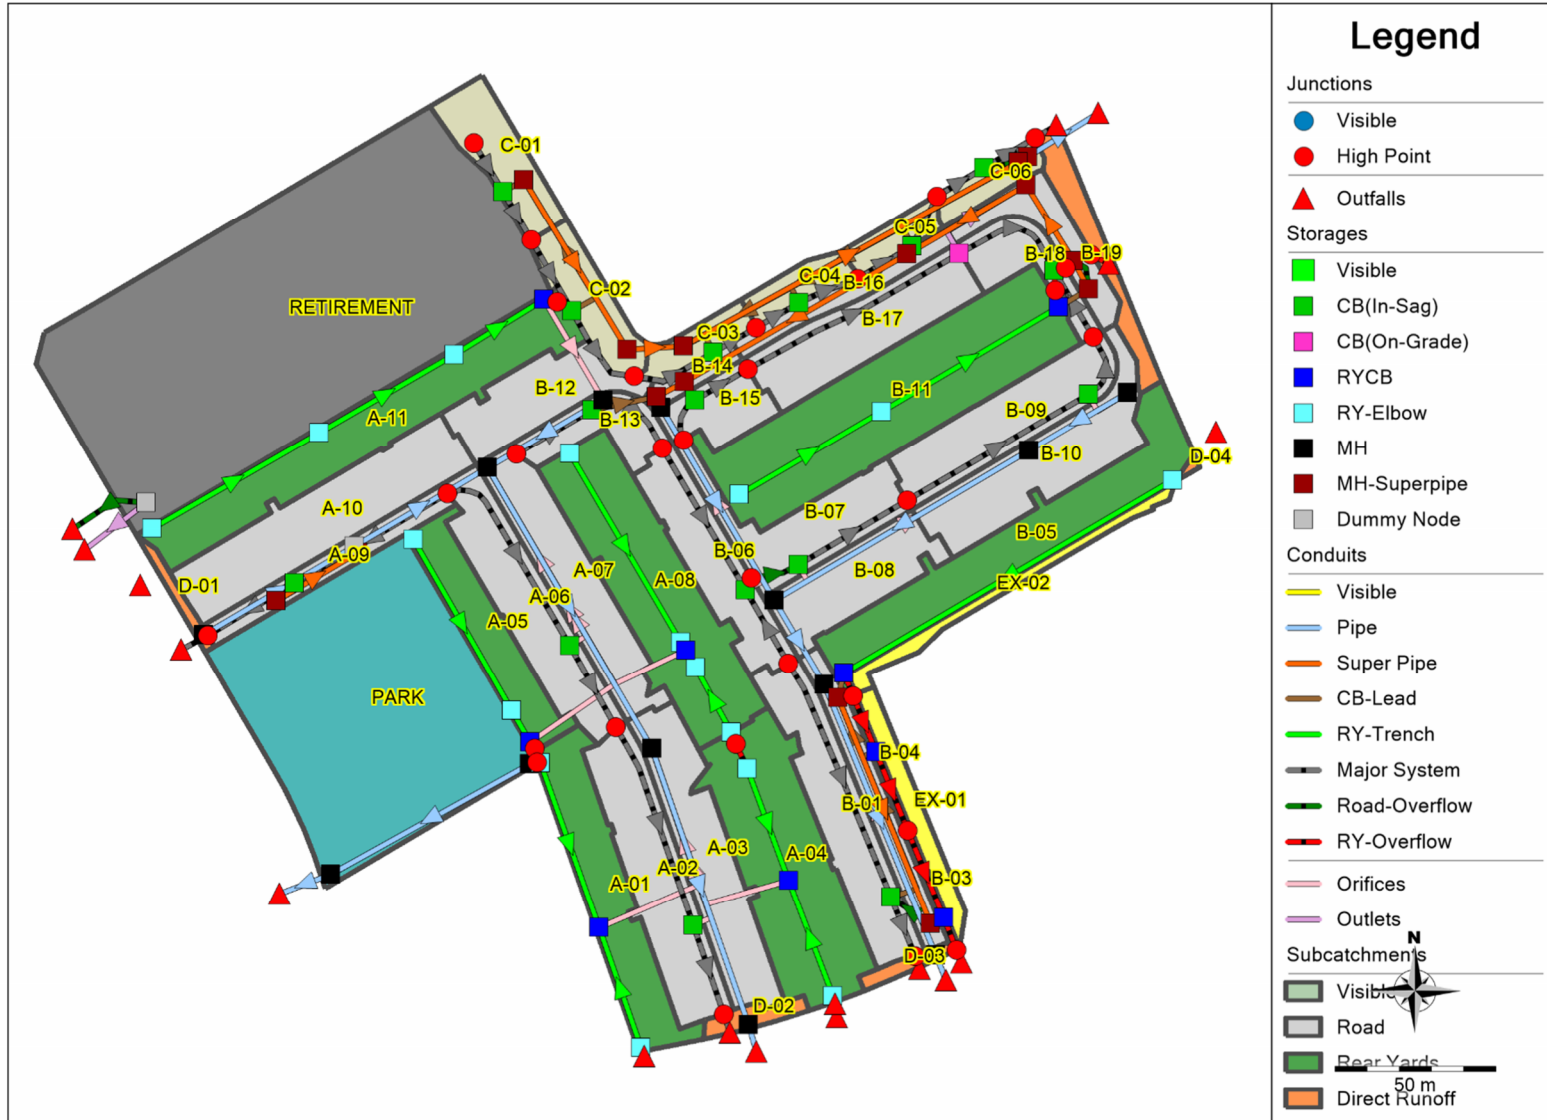 Legend
Junctions
Visible
High Point
Outfalls
Storages
Visible
CB(In-Sag)
CB(On-Grade)
RYCB
RY-Elbow
MH
MH-Superpipe
Dummy Node
Conduits
Visible
Pipe
Super Pipe
CB-Lead
RY-Trench
Major System
Road-Overflow
RY-Overflow
Orifices
Outlets
N
Subcatchments
Visible
Road
Rear Yards
50 m
Direct Runoff
C-01
C-06
C-05
B-18
B-19
C-04
B-16
C-02
RETIREMENT
B-17
C-03
B-14
B-12
B-15
B-11
A-11
B-13
B-09
B-10
D-04
A-10
B-07
B-05
A-09
B-06
A-07
B-08
A-08
D-01
A-06
EX-02
A-05
PARK
B-04
B-01
EX-01
A-03
A-04
A-02
A-01
B-03
D-03
D-02